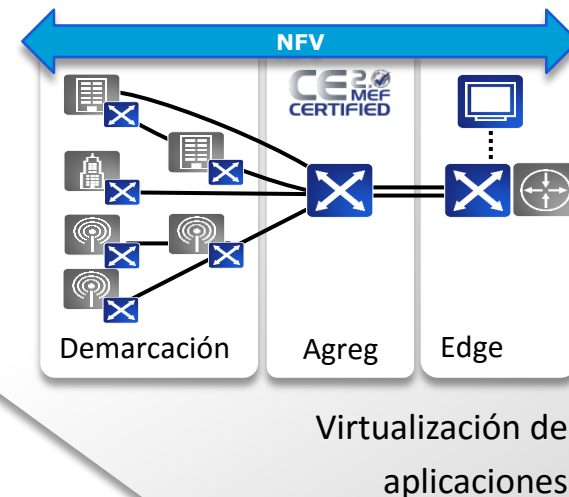 NFV
CE 2.0
MEF
CERTIFIED
Demarcación
Agreg
Edge
Virtualización de
aplicaciones